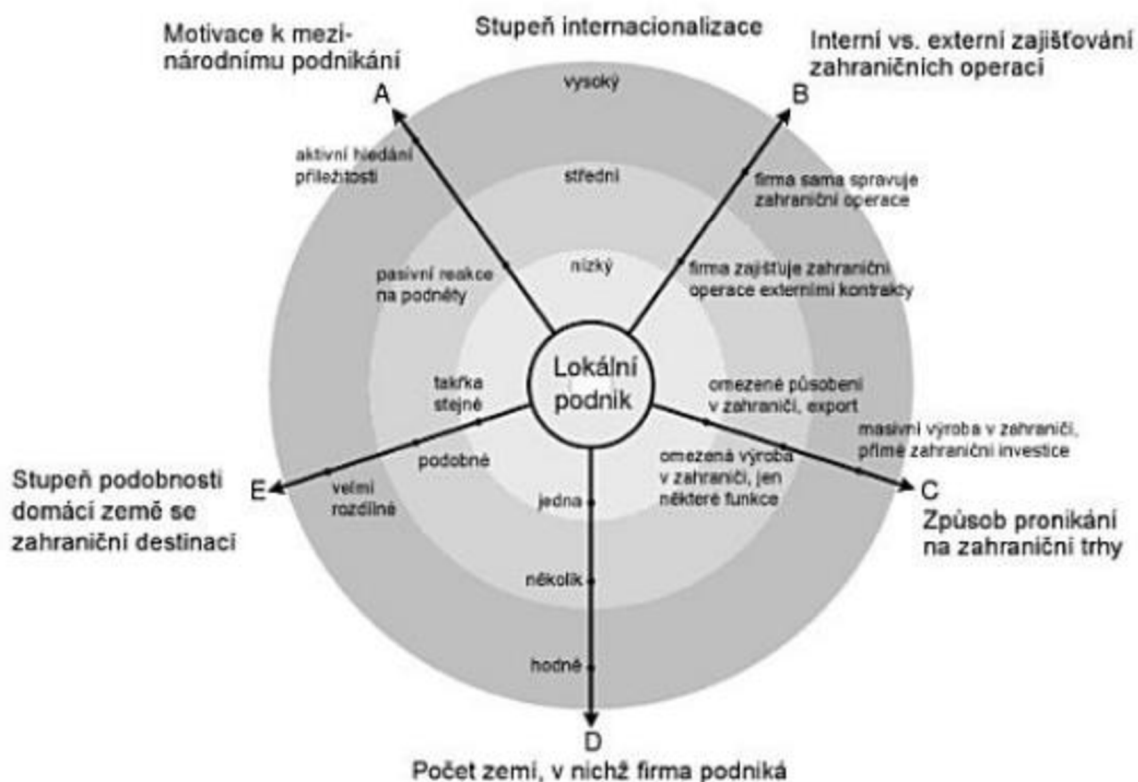 Stupeň internacionalizace
Motivace k mezi-
národnímu podnikání
A
Interní vs. externí zajišťování
zahraničních operací
B
vysoký
střední
nízký
aktivní hledání
příležitostí
pasivní reakce
na podněty
firma sama spravuje
zahraniční operace
firma zajišťuje zahraniční
operace externími kontrakty
Lokální
podnik
takřka
stejné
podobné
velmi
rozdílné
E
Stupeň podobnosti
domácí země se
zahraniční destinací
omezené působení
v zahraničí, export
omezená výroba
v zahraničí, jen
některé funkce
masivní výroba v zahraničí,
přímé zahraniční investice
C
Způsob pronikání
na zahraniční trhy
jedna
několik
hodně
D
Počet zemí, v nichž firma podniká